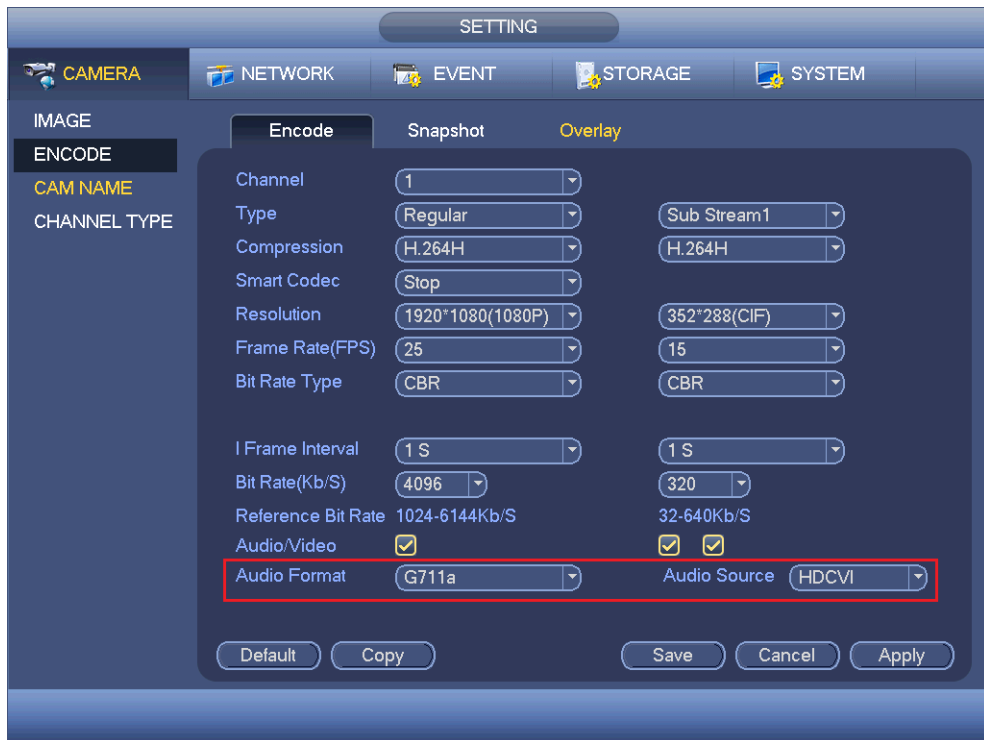 SETTING
CAMERA NETWORK EVENT STORAGE SYSTEM
IMAGE
ENCODE
CAM NAME
CHANNEL TYPE
Encode Snapshot Overlay
Channel 1
Type Regular Sub Stream1
Compression H.264H H.264H
Smart Codec Stop
Resolution 1920*1080(1080P) 352*288(CIF)
Frame Rate(FPS) 25 15
Bit Rate Type CBR CBR
I Frame Interval 1 S 1 S
Bit Rate(Kb/S) 4096 320
Reference Bit Rate 1024-6144Kb/S 32-640Kb/S
Audio/Video
Audio Format G711a Audio Source HDCVI
Default Copy Save Cancel Apply